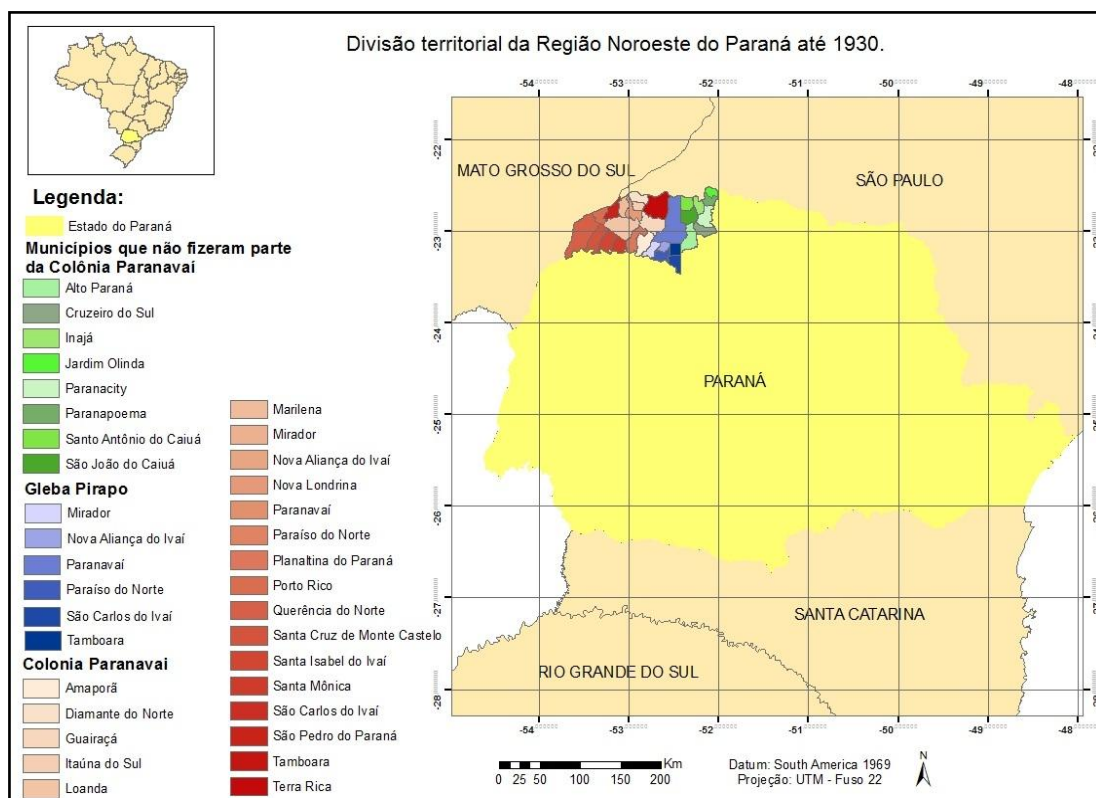 Divisão territorial da Região Noroeste do Paraná até 1930.
Legenda:
Estado do Paraná
Municípios que não fizeram parte
da Colônia Paranavaí
Alto Paraná
Cruzeiro do Sul
Inajá
Jardim Olinda
Paranacity
Paranapoema
Santo Antônio do Caiuá
São João do Caiuá
Gleba Pirapo
Mirador
Nova Aliança do Ivaí
Paranavaí
Paraíso do Norte
São Carlos do Ivaí
Tamboara
Colonia Paranavai
Amaporã
Diamante do Norte
Guairaçá
Itaúna do Sul
Loanda
Marilena
Mirador
Nova Aliança do Ivaí
Nova Londrina
Paranavaí
Paraíso do Norte
Planaltina do Paraná
Porto Rico
Querência do Norte
Santa Cruz de Monte Castelo
Santa Isabel do Ivaí
Santa Mônica
São Carlos do Ivaí
São Pedro do Paraná
Tamboara
Terra Rica
-54 -53 -52 -51 -50 -49 -48
-22 -22
-23 -23
-24 -24
-25 -25
-26 -26
-27 -27
-28 -28
MATO GROSSO DO SUL
SÃO PAULO
PARANÁ
SANTA CATARINA
RIO GRANDE DO SUL
-54 -53 -52 -51 -50 -49 -48
0 25 50 100 150 200 Km
Datum: South America 1969
Projeção: UTM - Fuso 22
N